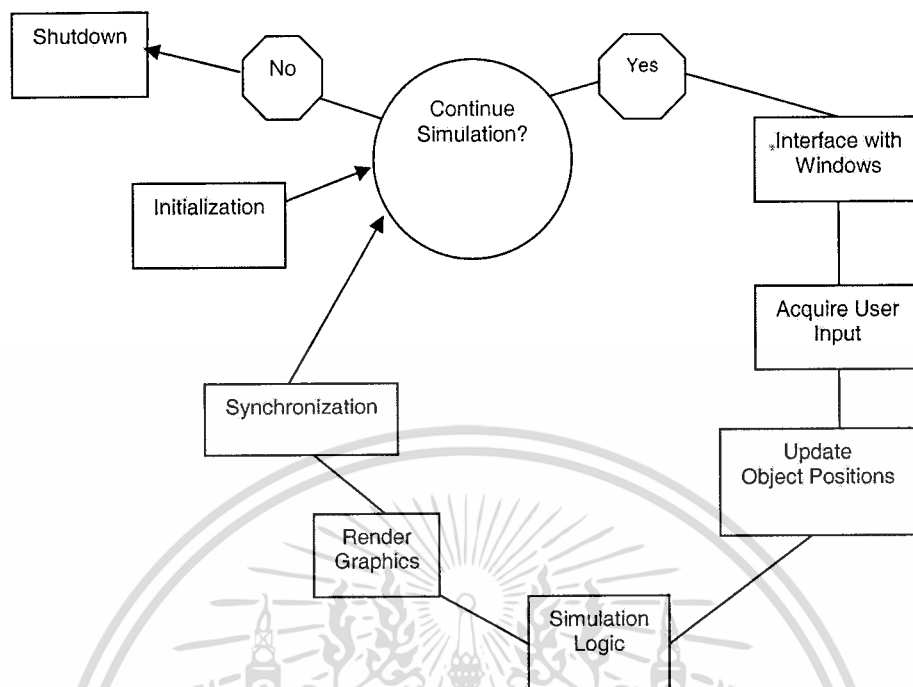 Shutdown
No
Continue
Simulation?
Yes
Interface with
Windows
Initialization
Acquire User
Input
Synchronization
Update
Object Positions
Render
Graphics
Simulation
Logic